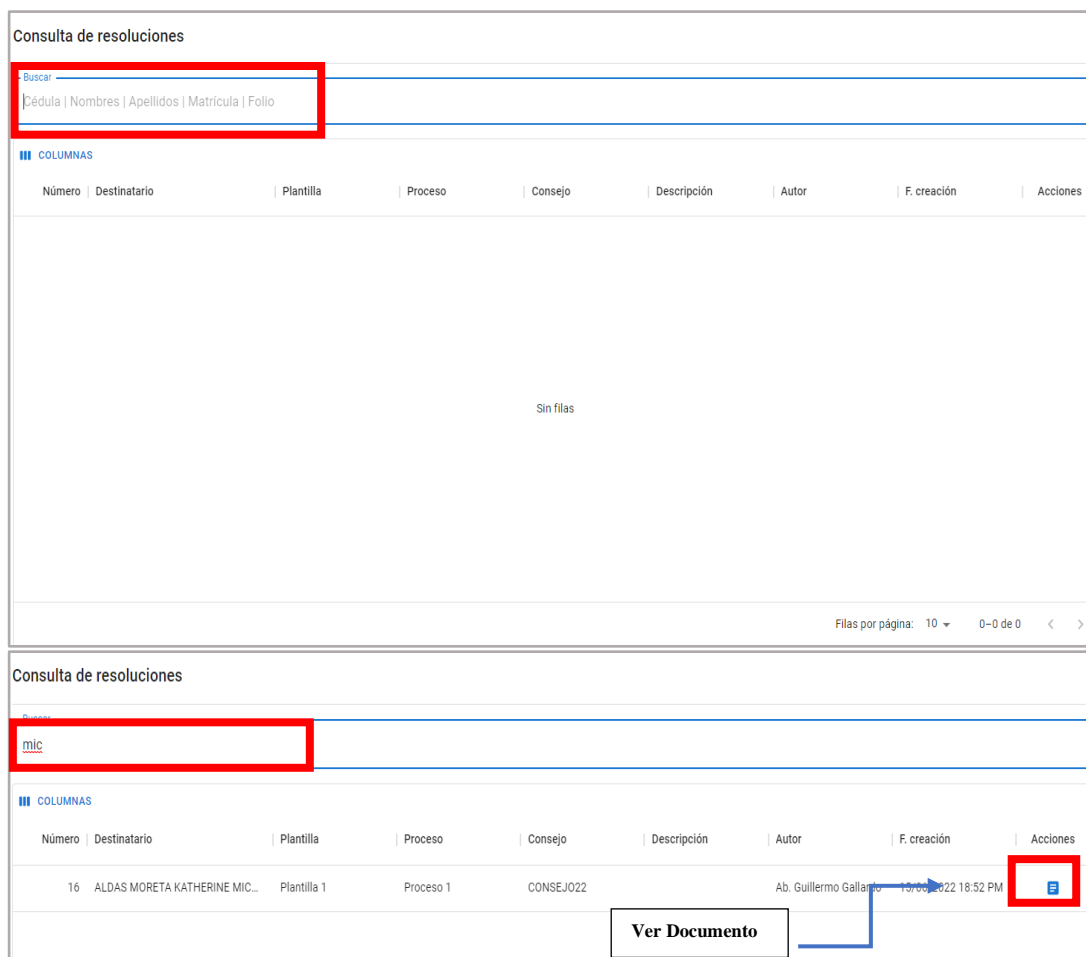 Consulta de resoluciones
Buscar
Cédula | Nombres | Apellidos | Matrícula | Folio
COLUMNAS
Número Destinatario Plantilla Proceso Consejo Descripción Autor F. creación Acciones
Sin filas
Filas por página: 10 0–0 de 0
Consulta de resoluciones
Buscar
mic
COLUMNAS
Número Destinatario Plantilla Proceso Consejo Descripción Autor F. creación Acciones
16 ALDAS MORETA KATHERINE MIC... Plantilla 1 Proceso 1 CONSEJO22 Ab. Guillermo Gallardo 18:52 PM
Ver Documento